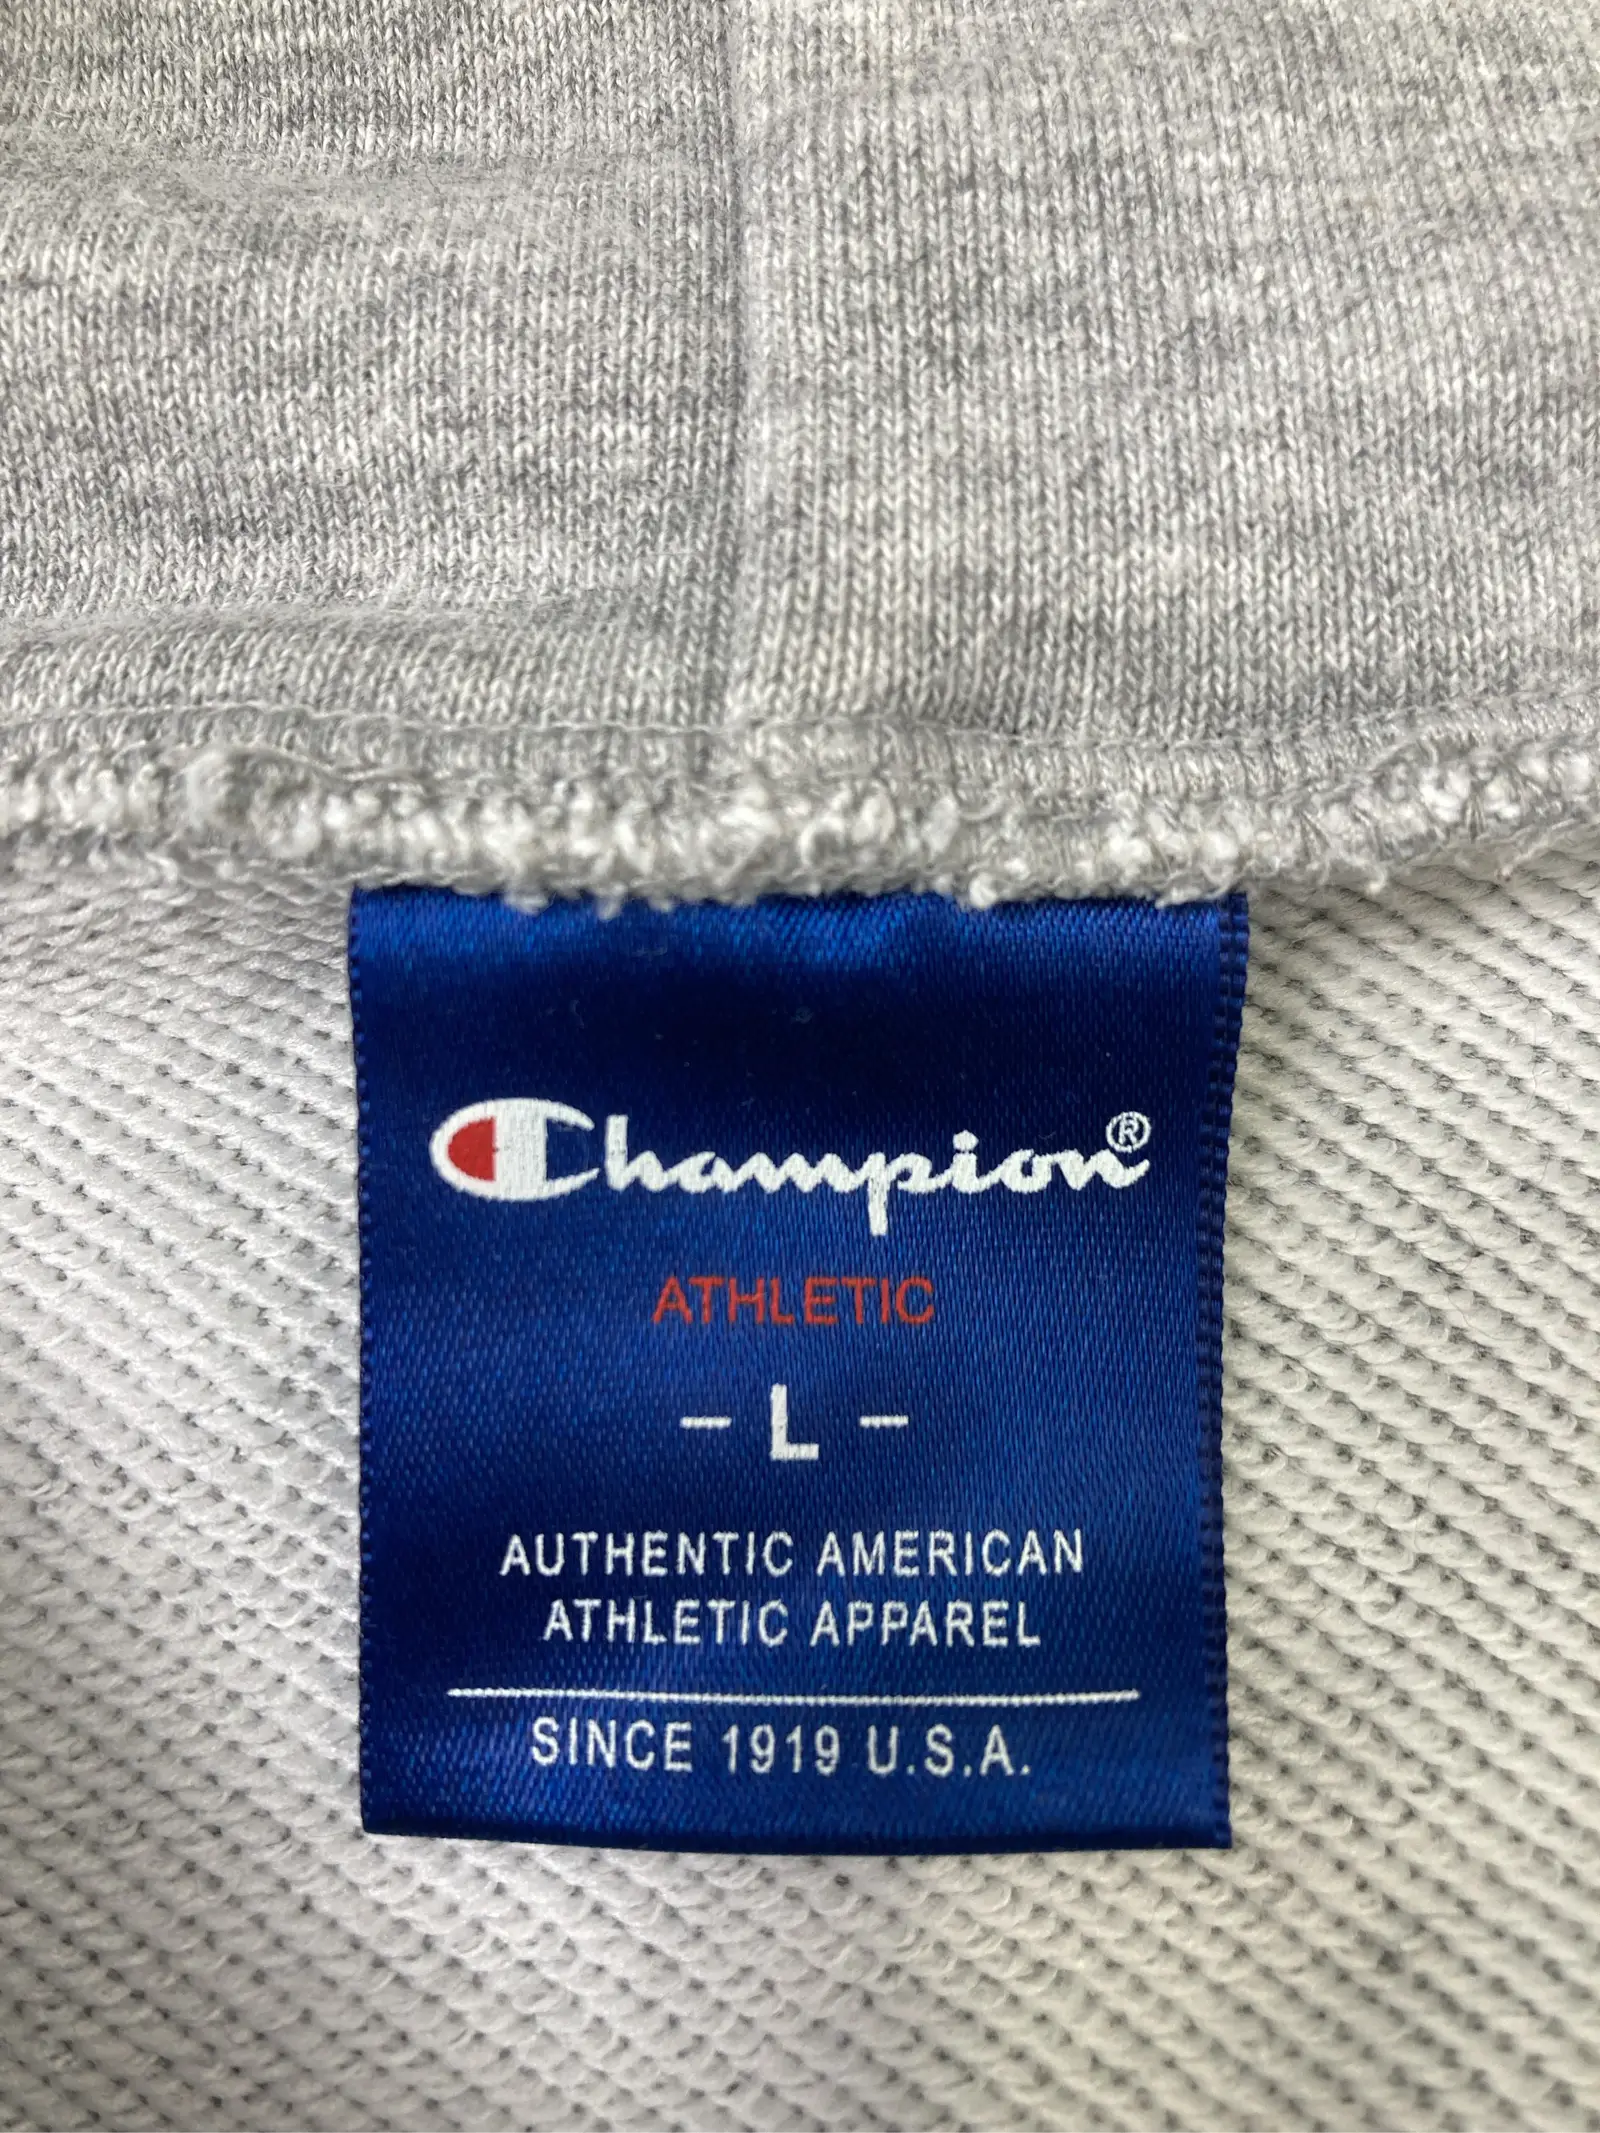 Champion®
ATHLETIC
- L -
AUTHENTIC AMERICAN
ATHLETIC APPAREL
SINCE 1919 U.S.A.